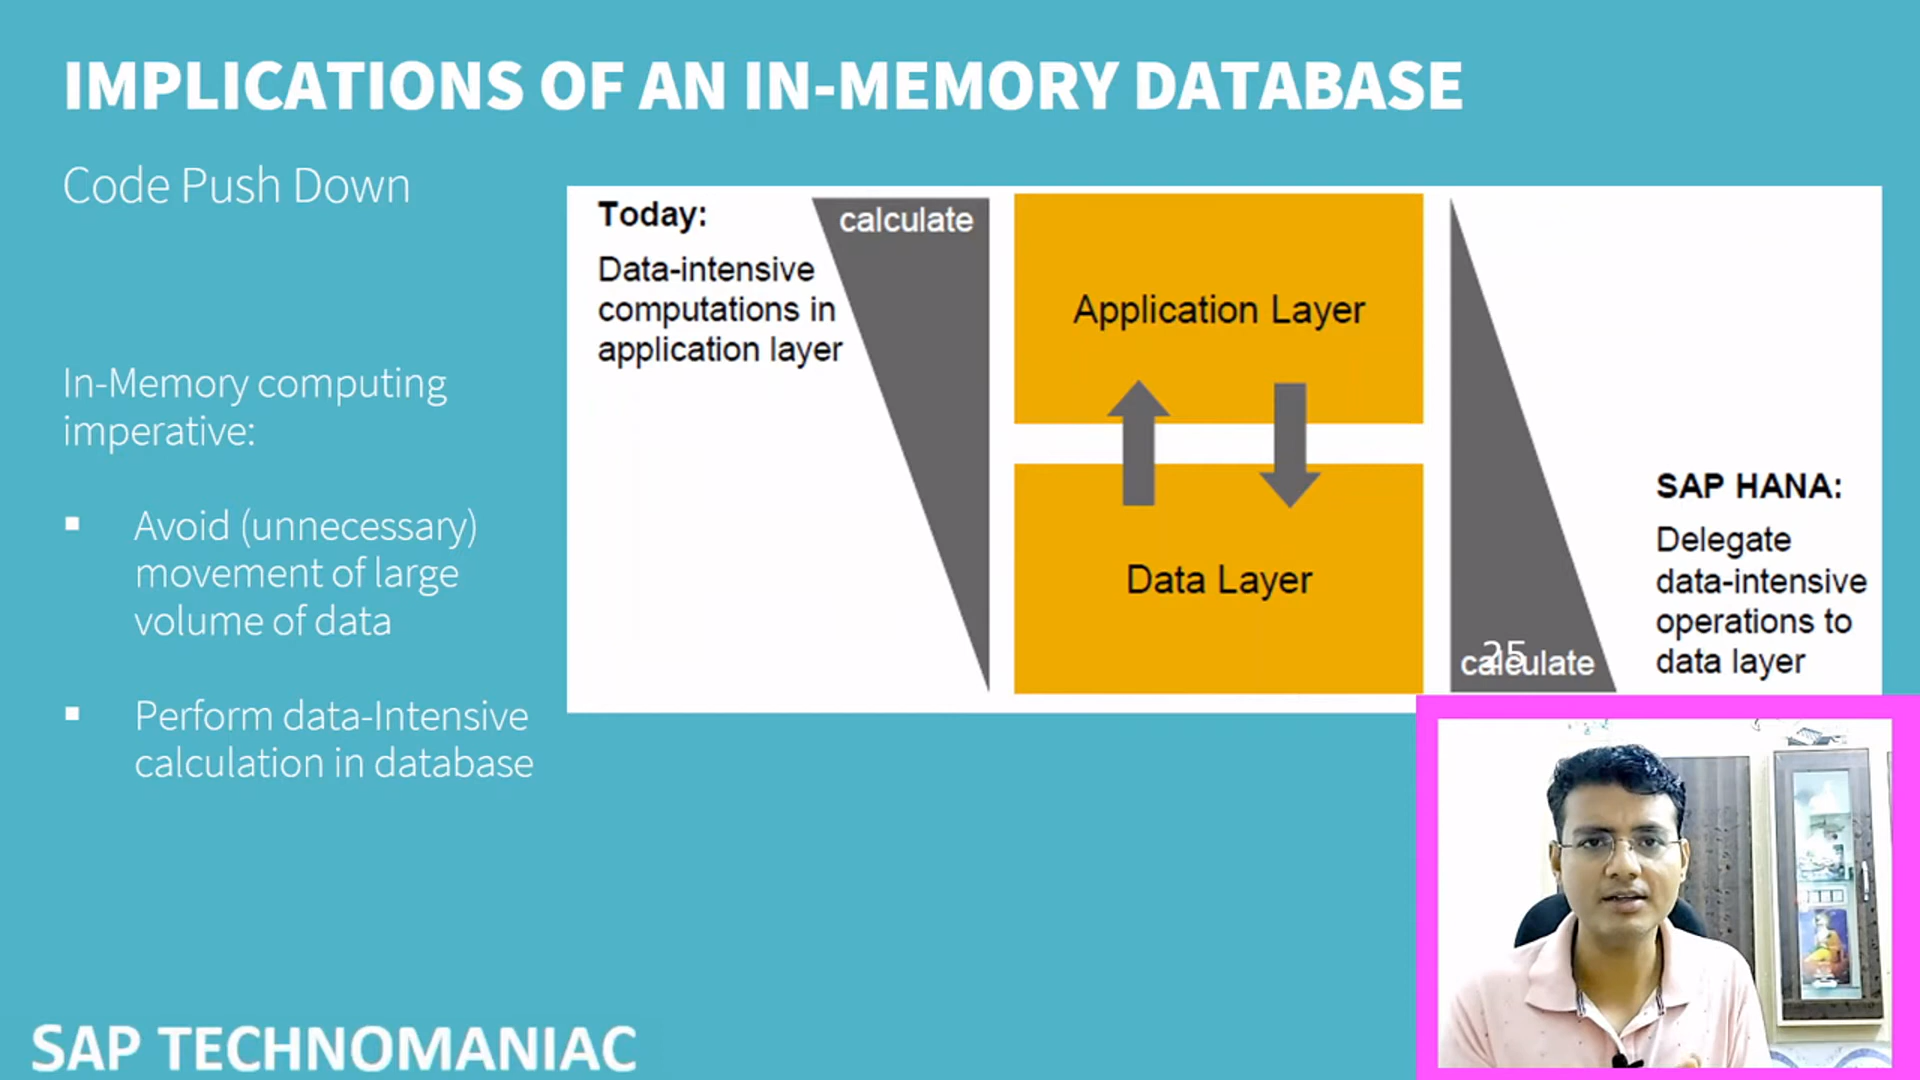 IMPLICATIONS OF AN IN-MEMORY DATABASE
Code Push Down
In-Memory computing
imperative:
Avoid (unnecessary)
movement of large
volume of data
Perform data-Intensive
calculation in database
Today:
Data-intensive
computations in
application layer
calculate
Application Layer
Data Layer
SAP HANA:
Delegate
data-intensive
operations to
data layer
25
calculate
SAP TECHNOMANIAC